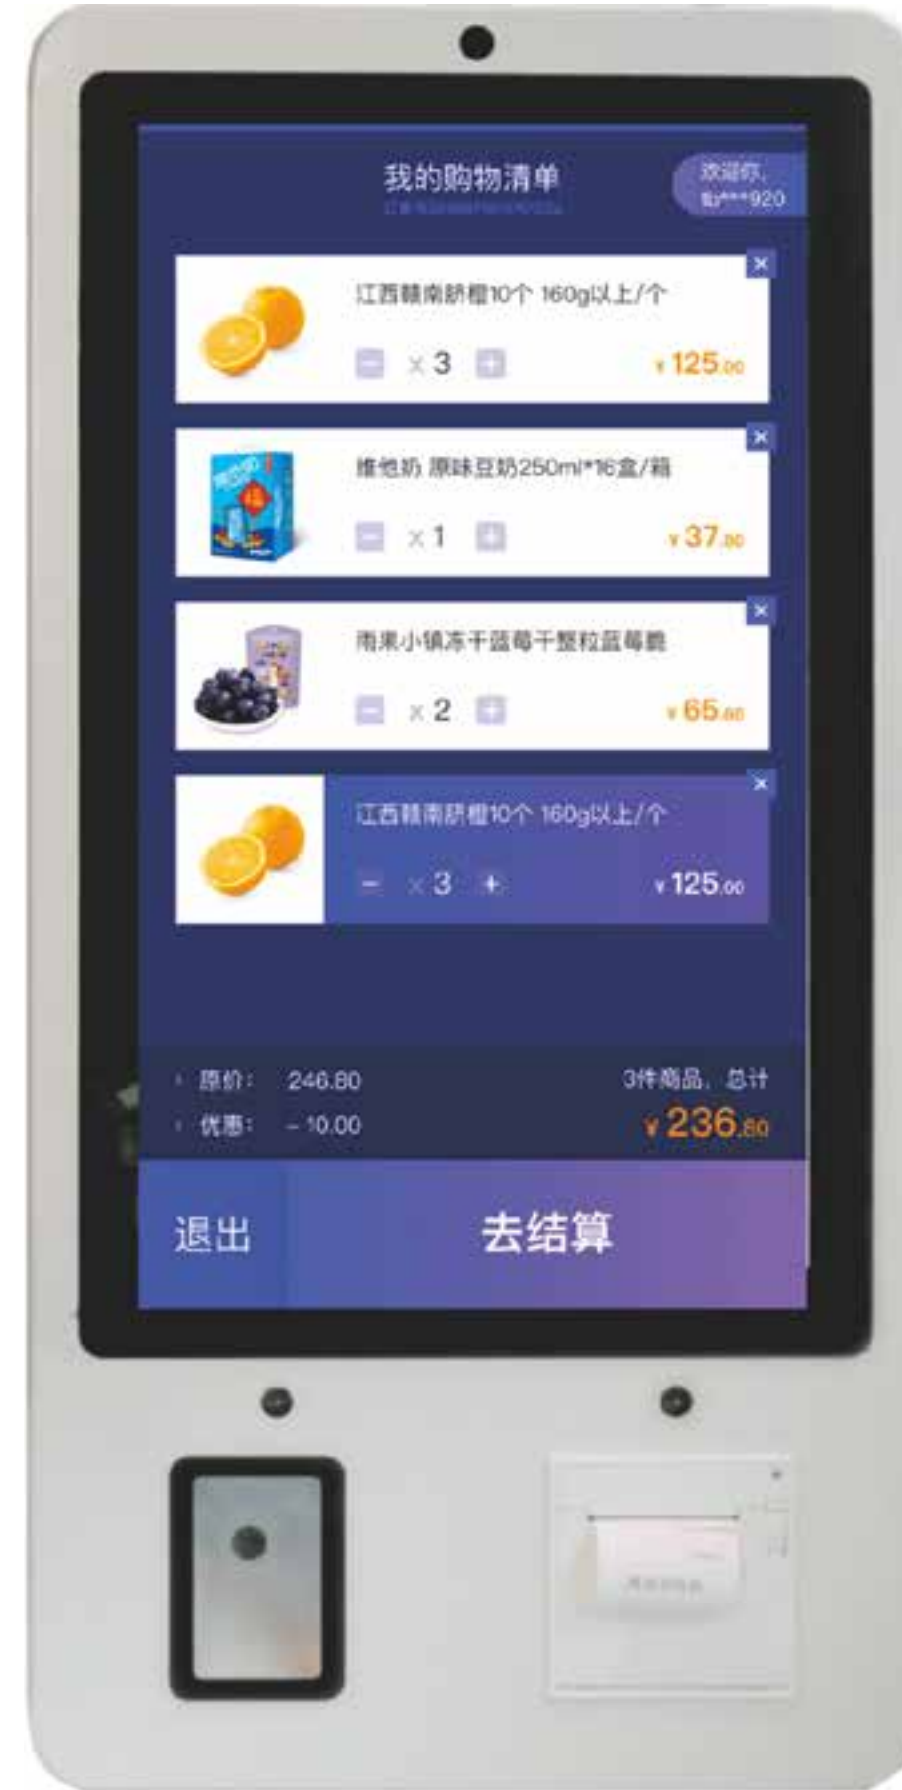 我的购物清单
欢迎你,
***920
江西赣南脐橙10个 160g以上/个
× 3
¥125.00
维他奶 原味豆奶250ml*16盒/箱
× 1
¥37.80
雨果小镇冻干蓝莓干整粒蓝莓脆
× 2
¥65.80
江西赣南脐橙10个 160g以上/个
× 3
¥125.00
原价: 246.80
3件商品, 总计
优惠: - 10.00
¥236.80
退出
去结算